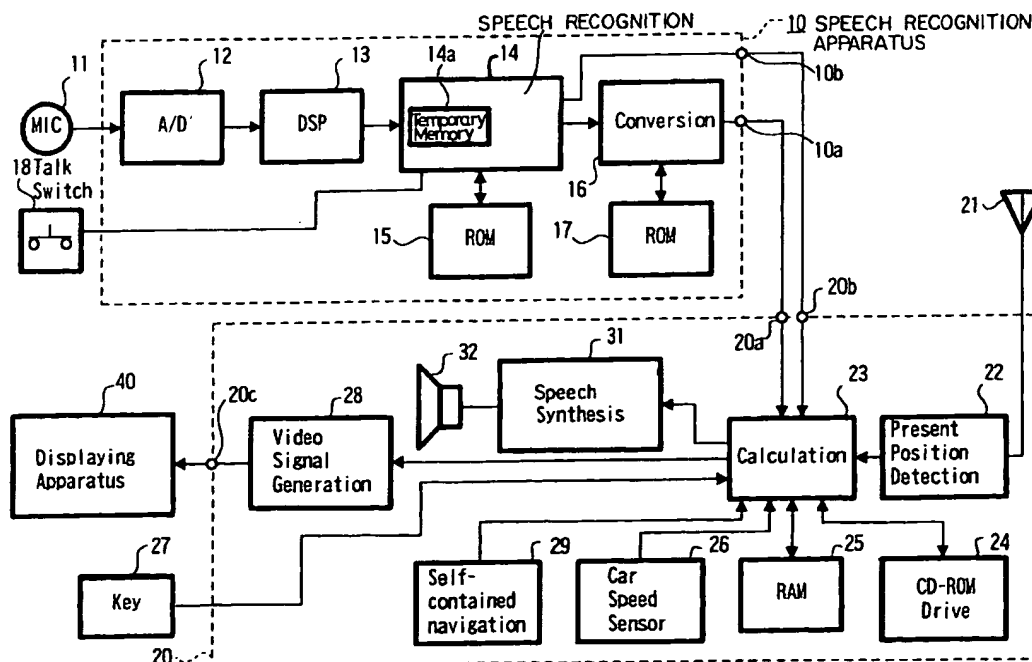 SPEECH RECOGNITION
10 SPEECH RECOGNITION
APPARATUS
11
12
13
14a
14
10b
MIC
A/D
DSP
Temporary
Memory
Conversion
10a
18 Talk
Switch
16
15
ROM
17
ROM
21
20a
20b
40
20c
28
32
31
23
22
Displaying
Apparatus
Video
Signal
Generation
Speech
Synthesis
Calculation
Present
Position
Detection
27
29
26
25
24
Key
Self-
contained
navigation
Car
Speed
Sensor
RAM
CD-ROM
Drive
20